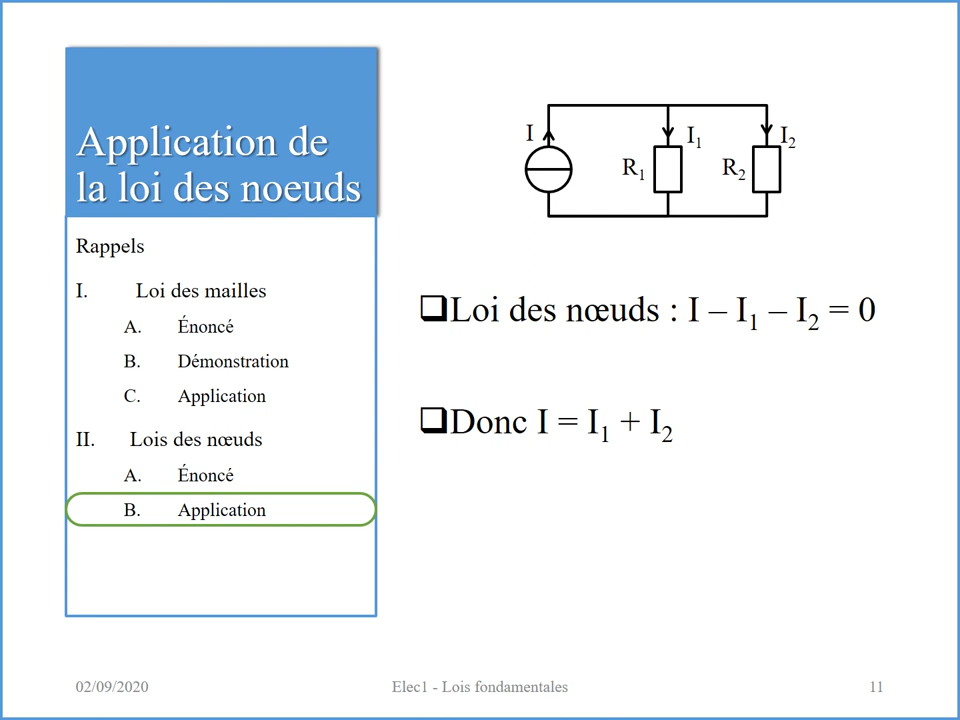 Application de
la loi des noeuds
Rappels
I. Loi des mailles
A. Énoncé
B. Démonstration
C. Application
II. Lois des nœuds
A. Énoncé
B. Application
I I₁ I₂
R₁ R₂
❑Loi des nœuds : I – I₁ – I₂ = 0
❑Donc I = I₁ + I₂
02/09/2020 Elec1 - Lois fondamentales 11